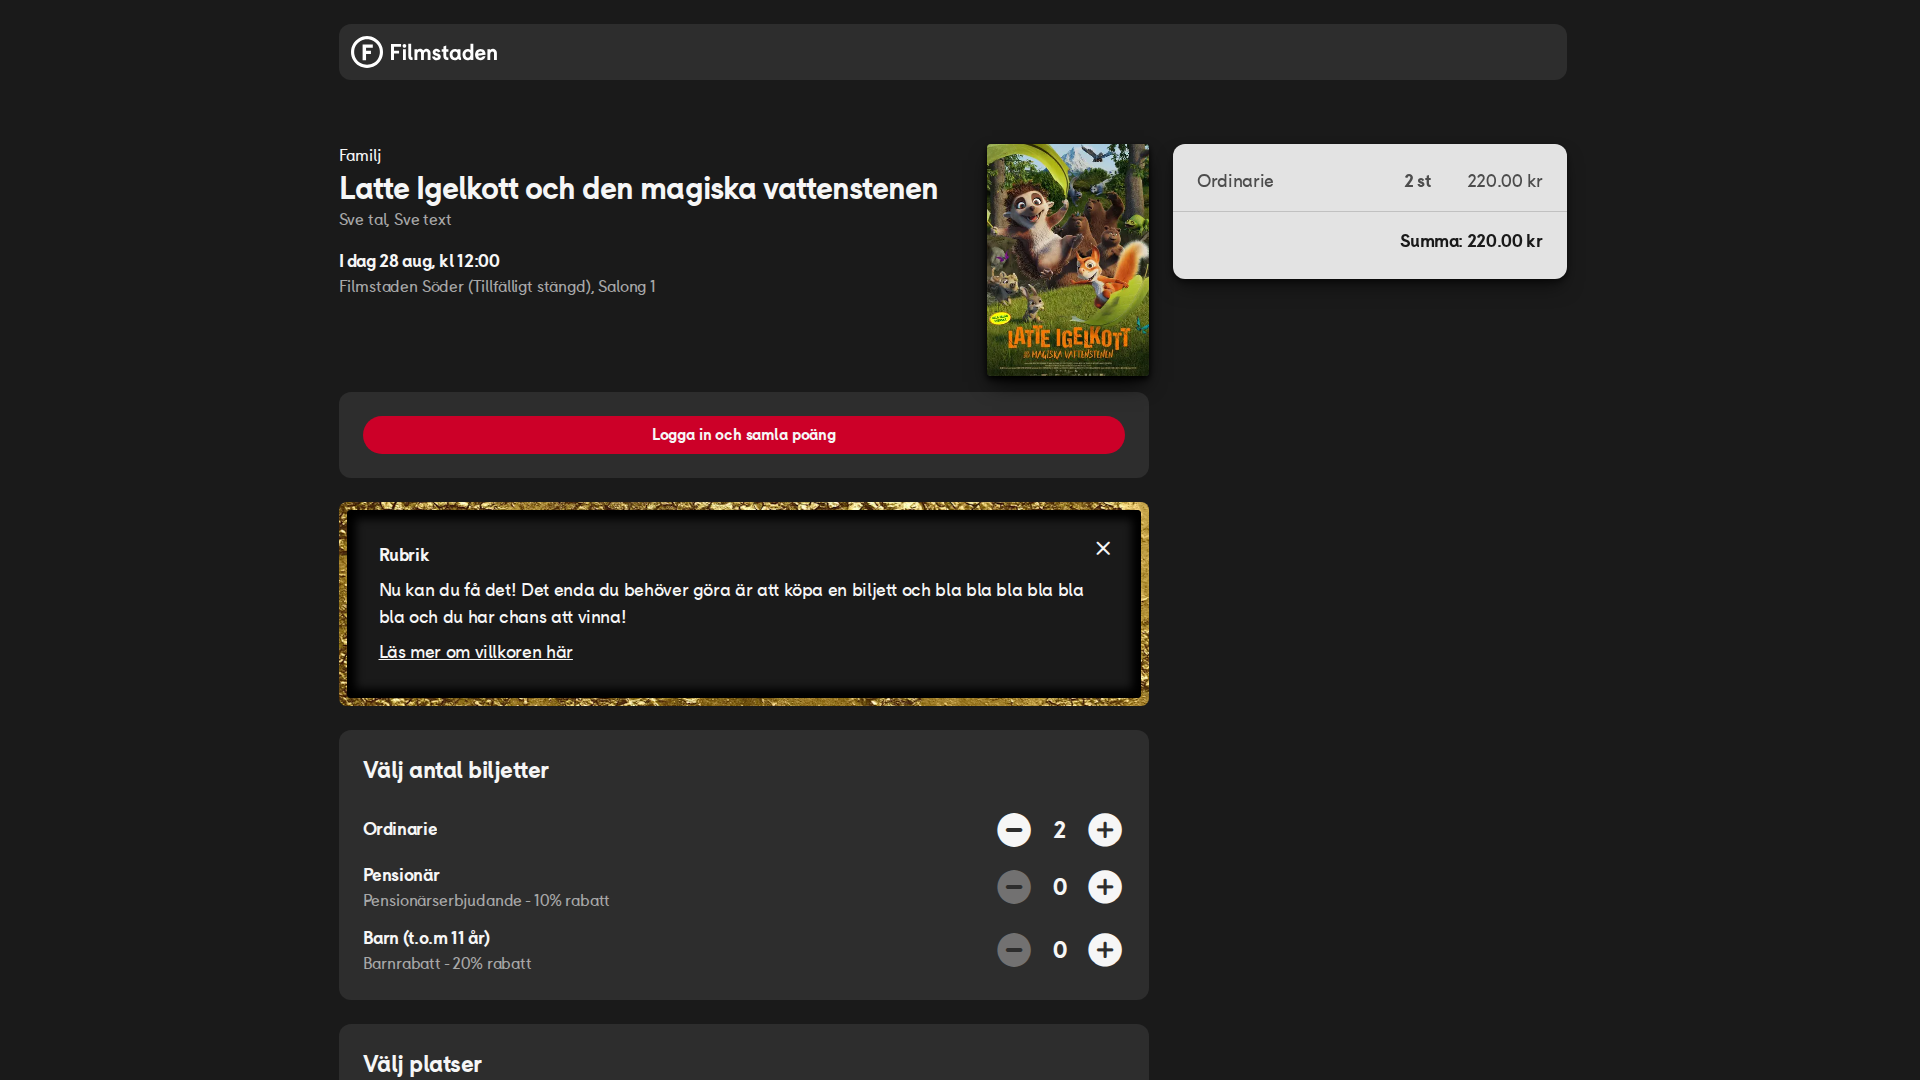 Filmstaden
Familj
Latte Igelkott och den magiska vattenstenen
Sve tal, Sve text
I dag 28 aug, kl 12:00
Filmstaden Söder (Tillfälligt stängd), Salong 1
LATTE IGELKOTT
MAGISKA VATTENSTENEN
Ordinarie 2 st 220.00 kr
Summa: 220.00 kr
Logga in och samla poäng
Rubrik
Nu kan du få det! Det enda du behöver göra är att köpa en biljett och bla bla bla bla bla
bla och du har chans att vinna!
Läs mer om villkoren här
Välj antal biljetter
Ordinarie 2
Pensionär
Pensionärserbjudande - 10% rabatt
0
Barn (t.o.m 11 år)
Barnrabatt - 20% rabatt
0
Välj platser